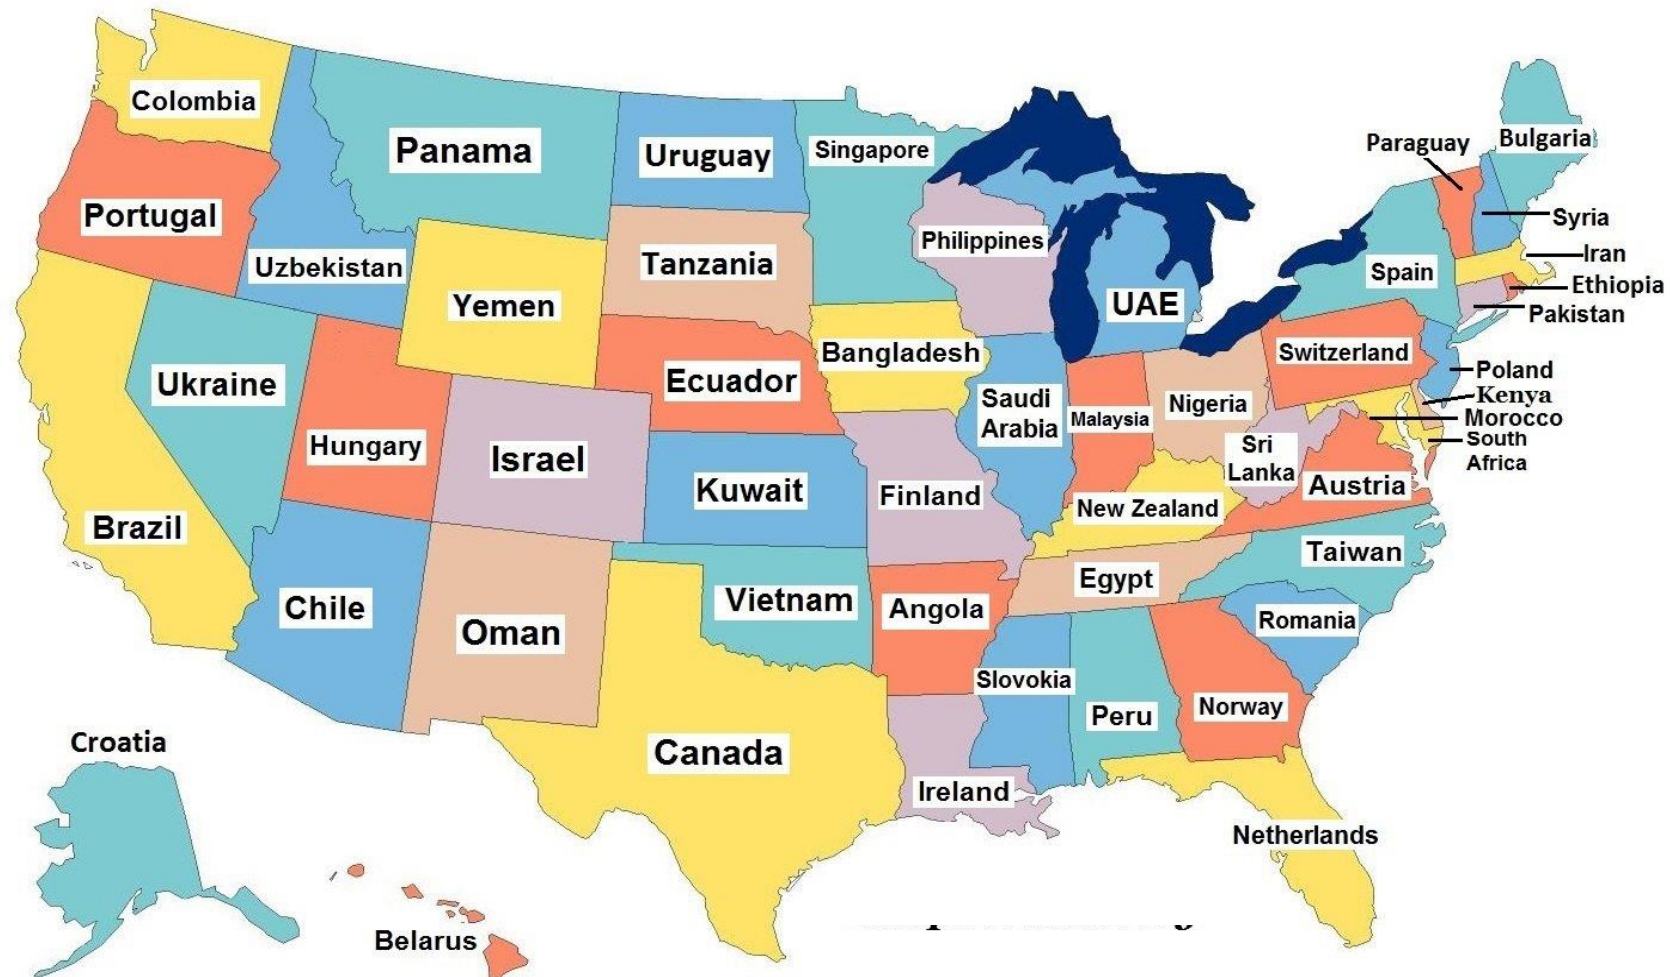 Colombia
Panama
Uruguay
Singapore
Paraguay
Bulgaria
Portugal
Uzbekistan
Yemen
Tanzania
Philippines
UAE
Spain
Syria
Iran
Ethiopia
Pakistan
Ukraine
Hungary
Israel
Ecuador
Bangladesh
Saudi
Arabia
Malaysia
Nigeria
Switzerland
Poland
Kenya
Morocco
South
Africa
Sri
Lanka
Austria
Brazil
Kuwait
Finland
New Zealand
Taiwan
Chile
Oman
Vietnam
Angola
Egypt
Romania
Slovokia
Peru
Norway
Canada
Ireland
Netherlands
Croatia
Belarus